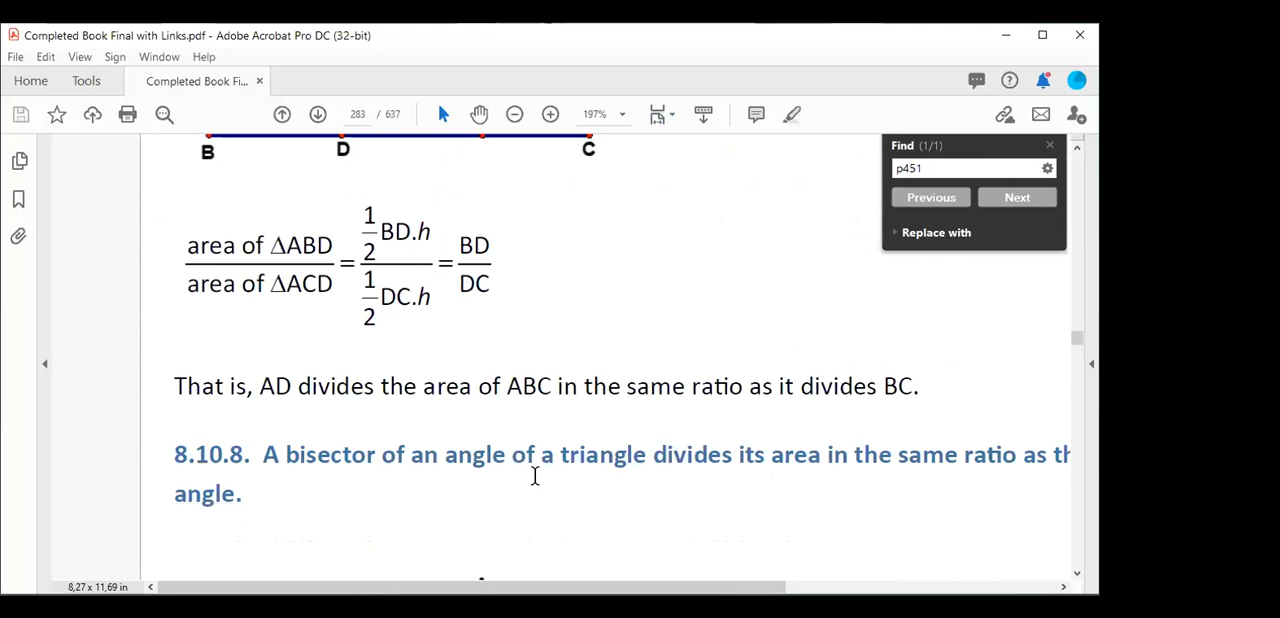 Completed Book Final with Links.pdf - Adobe Acrobat Pro DC (32-bit)
File Edit View Sign Window Help
Home Tools Completed Book Fi... ×
283 / 637 197%
Find (1/1)
p451
Previous Next
Replace with
B D C
area of ΔABD / area of ΔACD = 1/2 BD.h / 1/2 DC.h = BD / DC
That is, AD divides the area of ABC in the same ratio as it divides BC.
8.10.8. A bisector of an angle of a triangle divides its area in the same ratio as th
angle.
8,27 x 11,69 in